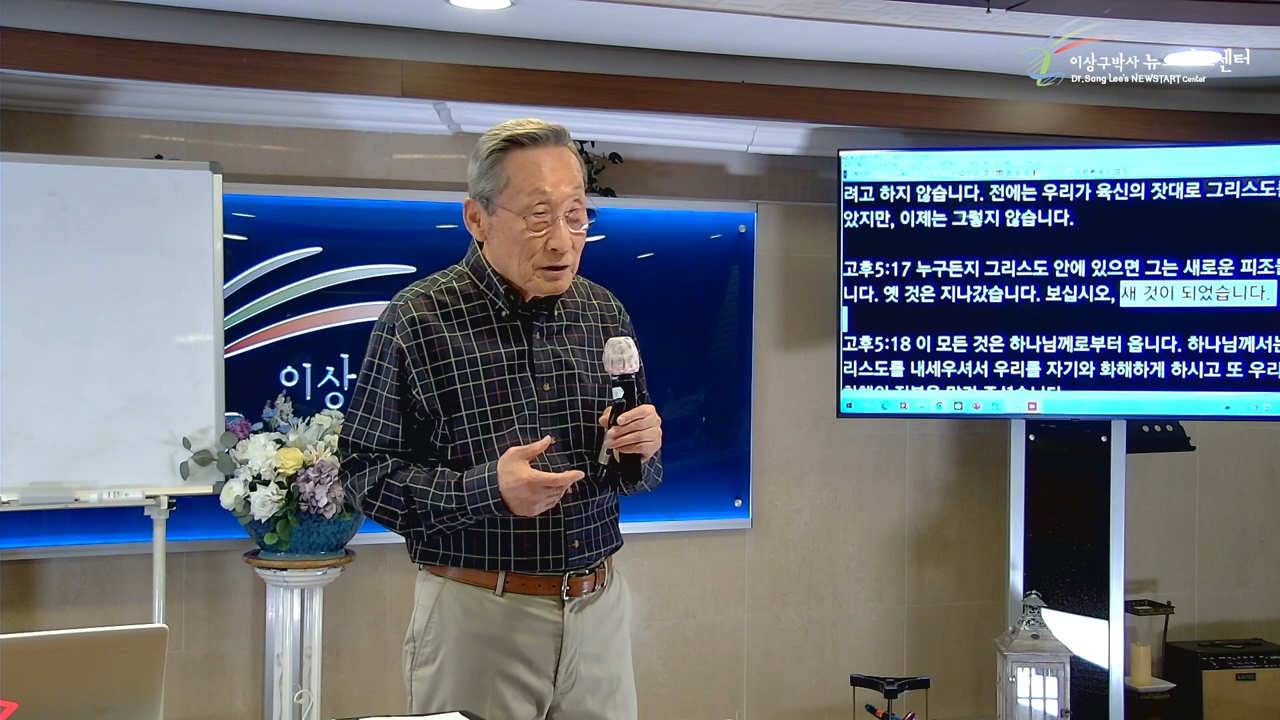 이상구박사 뉴 센터
Dr. Sang Lee's NEWSTART Center
려고 하지 않습니다. 전에는 우리가 육신의 잣대로 그리스도
았지만, 이제는 그렇지 않습니다.
고후5:17 누구든지 그리스도 안에 있으면 그는 새로운 피조
니다. 옛 것은 지나갔습니다. 보십시오, 새 것이 되었습니다.
고후5:18 이 모든 것은 하나님께로부터 옵니다. 하나님께서는
리스도를 내세우셔서 우리를 자기와 화해하게 하시고 또 우리
이상